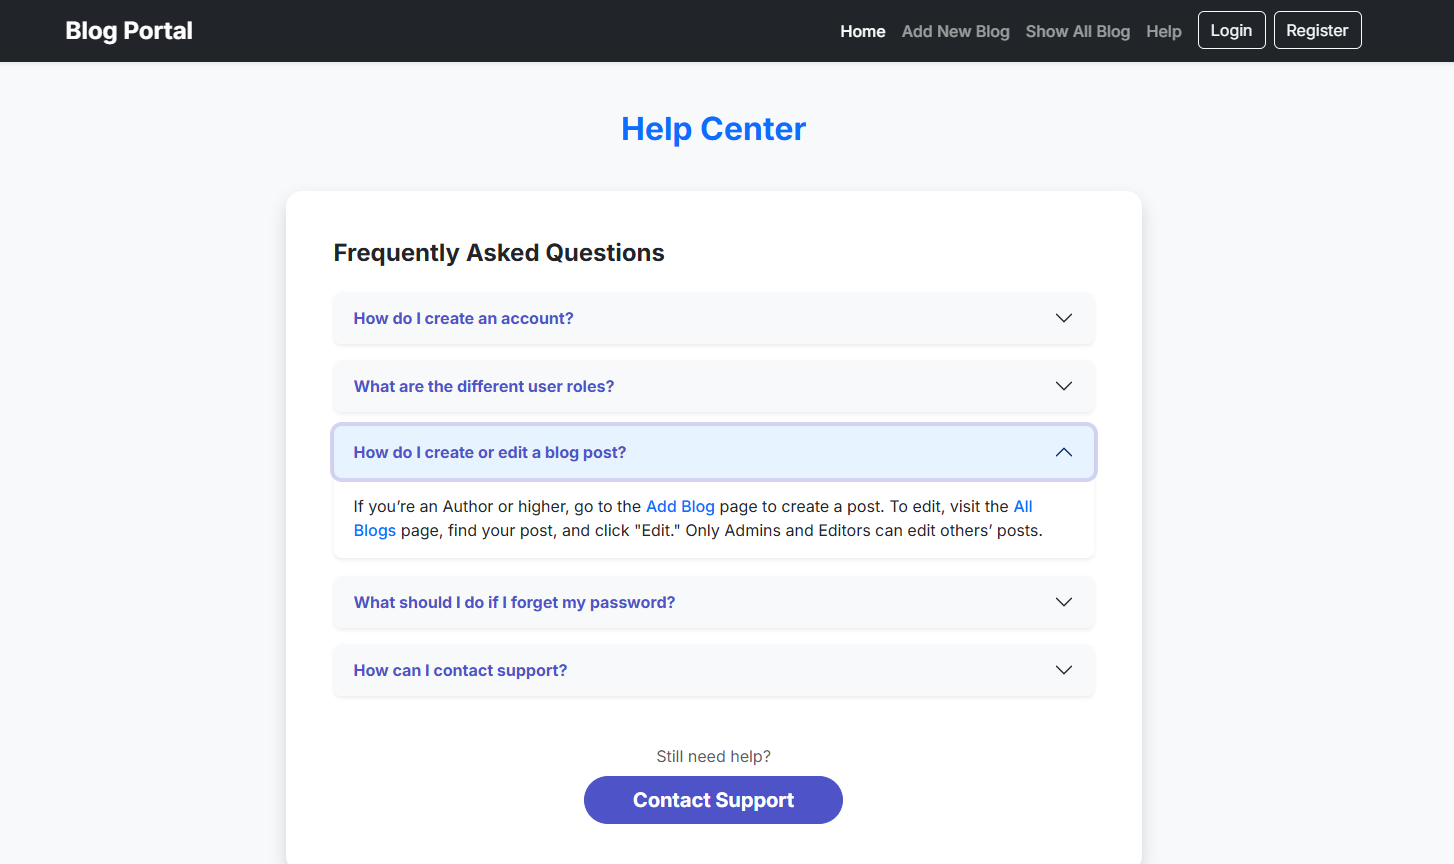 Blog Portal
Home Add New Blog Show All Blog Help Login Register
Help Center
Frequently Asked Questions
How do I create an account?
What are the different user roles?
How do I create or edit a blog post?
If you’re an Author or higher, go to the Add Blog page to create a post. To edit, visit the All
Blogs page, find your post, and click "Edit." Only Admins and Editors can edit others’ posts.
What should I do if I forget my password?
How can I contact support?
Still need help?
Contact Support